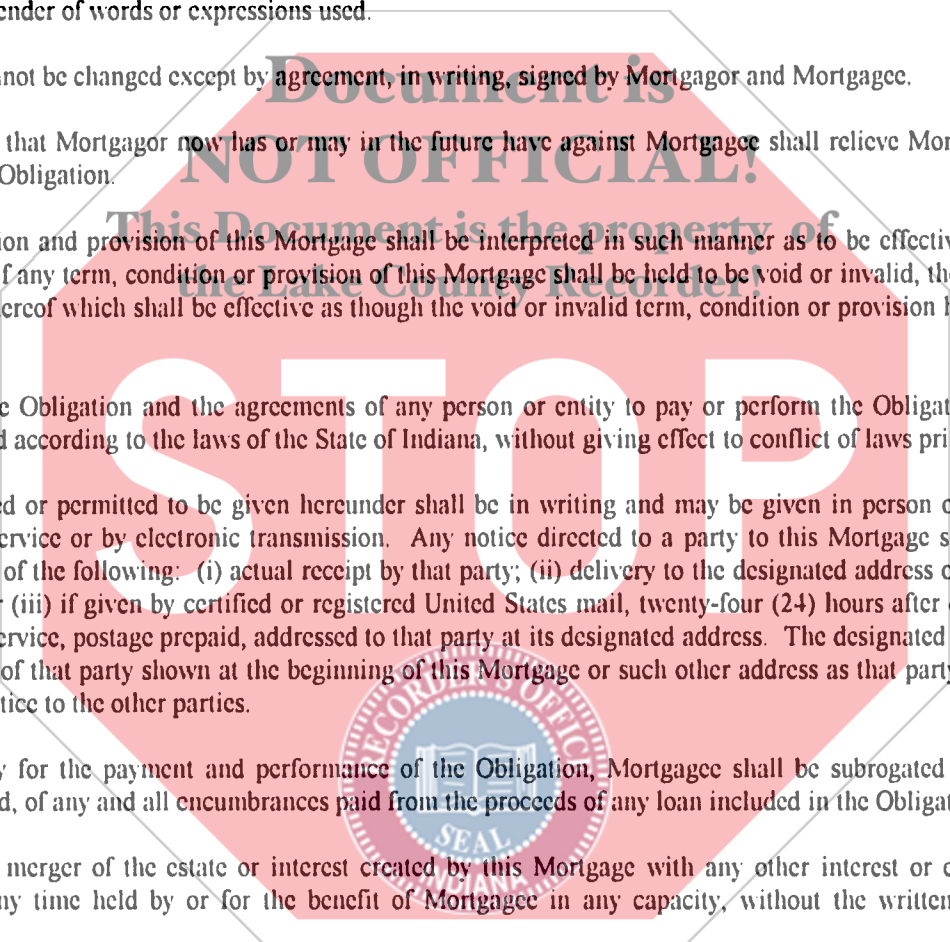 ender of words or expressions used.
not be changed except by agreement, in writing, signed by Mortgagor and Mortgagee.
Document is
that Mortgagor now has or may in the future have against Mortgagee shall relieve Mor
NOT OFFICIAL!
Obligation.
This Document is the property of
ion and provision of this Mortgage shall be interpreted in such manner as to be effectiv
f any term, condition or provision of this Mortgage shall be held to be void or invalid, the
the Lake County Recorder!
ereof which shall be effective as though the void or invalid term, condition or provision h
STOP
e Obligation and the agreements of any person or entity to pay or perform the Obligat
d according to the laws of the State of Indiana, without giving effect to conflict of laws pri
ed or permitted to be given hereunder shall be in writing and may be given in person o
ervice or by electronic transmission. Any notice directed to a party to this Mortgage s
of the following: (i) actual receipt by that party; (ii) delivery to the designated address o
r (iii) if given by certified or registered United States mail, twenty-four (24) hours after
ervice, postage prepaid, addressed to that party at its designated address. The designated
of that party shown at the beginning of this Mortgage or such other address as that party
tice to the other parties.
RECORDER'S OFFICE
y for the payment and performance of the Obligation, Mortgagee shall be subrogated
d, of any and all encumbrances paid from the proceeds of any loan included in the Obligat
SEAL
merger of the estate or interest created by this Mortgage with any other interest or e
INDIANA
ny time held by or for the benefit of Mortgagee in any capacity, without the written